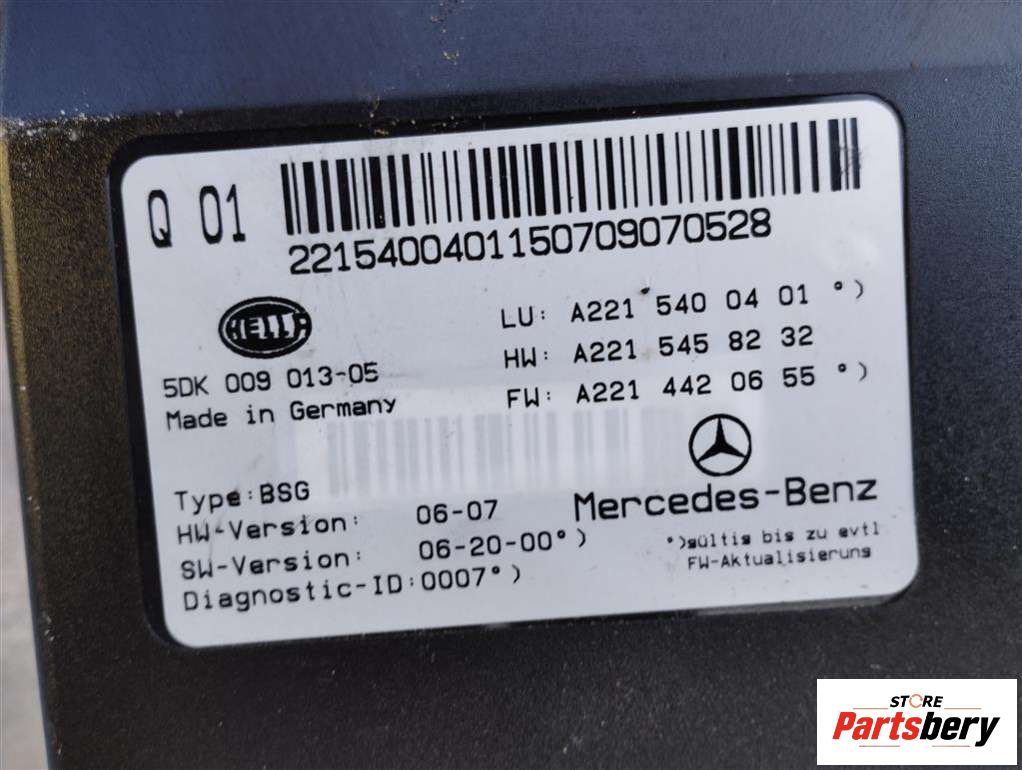 Q 01
2215400401150709070528
HELLA
LU: A221 540 04 01 °)
5DK 009 013-05
HW: A221 545 82 32
Made in Germany
FW: A221 442 06 55 °)
Type:BSG
HW-Version: 06-07
Mercedes-Benz
SW-Version: 06-20-00°)
°)gültig bis zu evtl
Diagnostic-ID:0007°)
FW-Aktualisierung
STORE
Partsbery